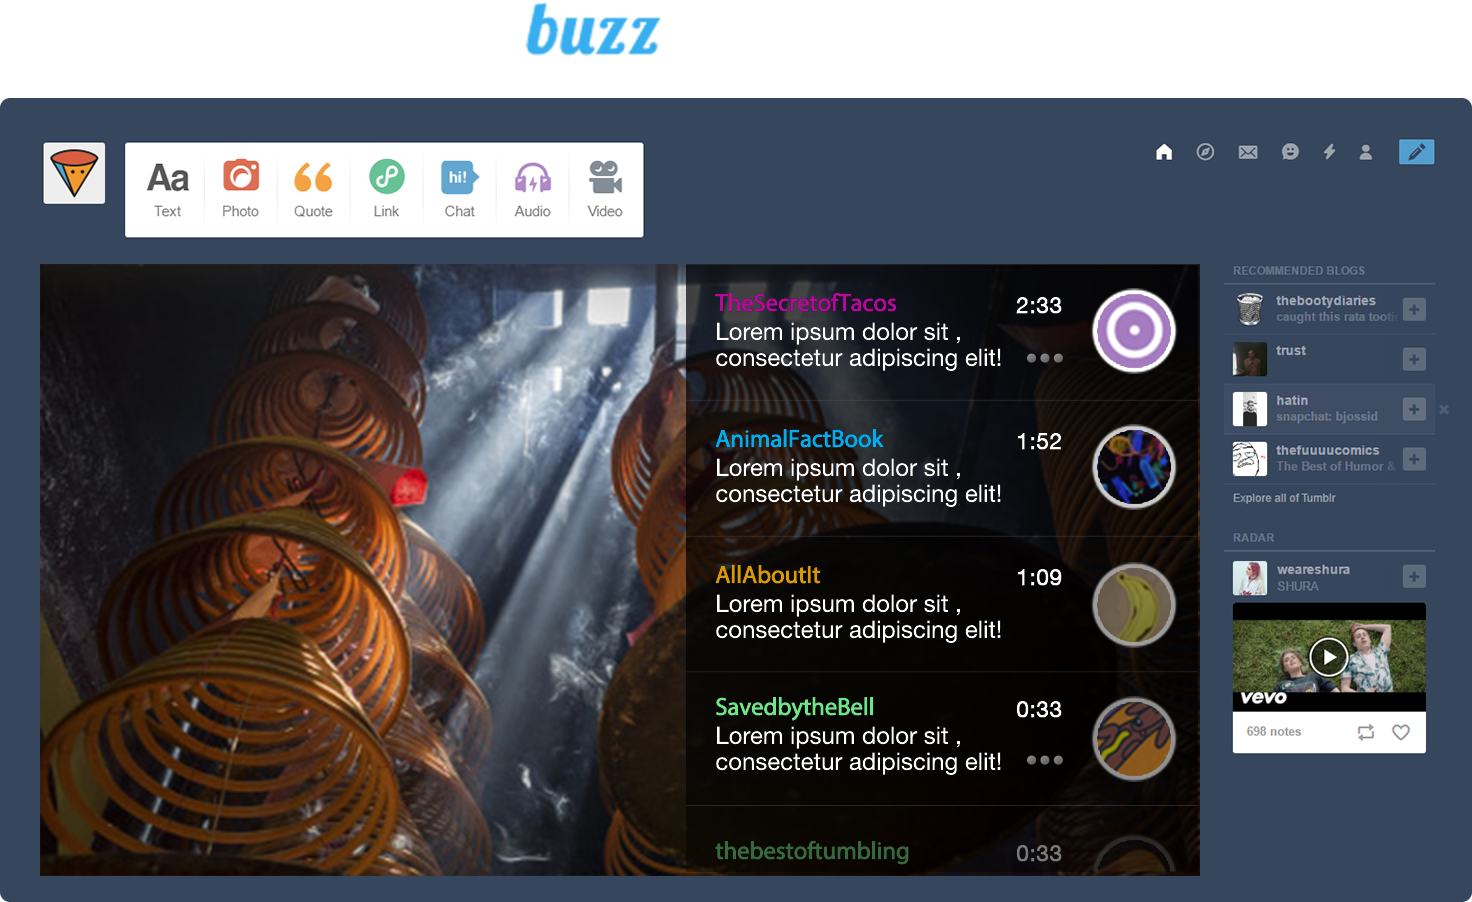 buzz
Aa
Text
Photo
Quote
Link
hi!
Chat
Audio
Video
TheSecretofTacos
2:33
Lorem ipsum dolor sit ,
consectetur adipiscing elit!
AnimalFactBook
1:52
Lorem ipsum dolor sit ,
consectetur adipiscing elit!
AllAboutIt
1:09
Lorem ipsum dolor sit ,
consectetur adipiscing elit!
SavedbytheBell
0:33
Lorem ipsum dolor sit ,
consectetur adipiscing elit!
thebestoftumbling
0:33
RECOMMENDED BLOGS
thebootydiaries
caught this rata tooti
trust
hatin
snapchat: bjossid
thefuuuucomics
The Best of Humor &
Explore all of Tumblr
RADAR
weareshura
SHURA
vevo
698 notes